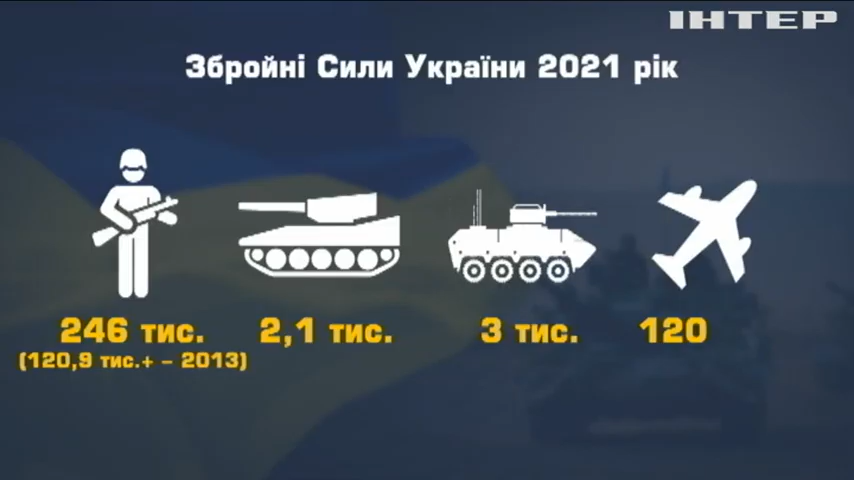 ІНТЕР
Збройні Сили України 2021 рік
246 тис. 2,1 тис. 3 тис. 120
(120,9 тис.+ – 2013)